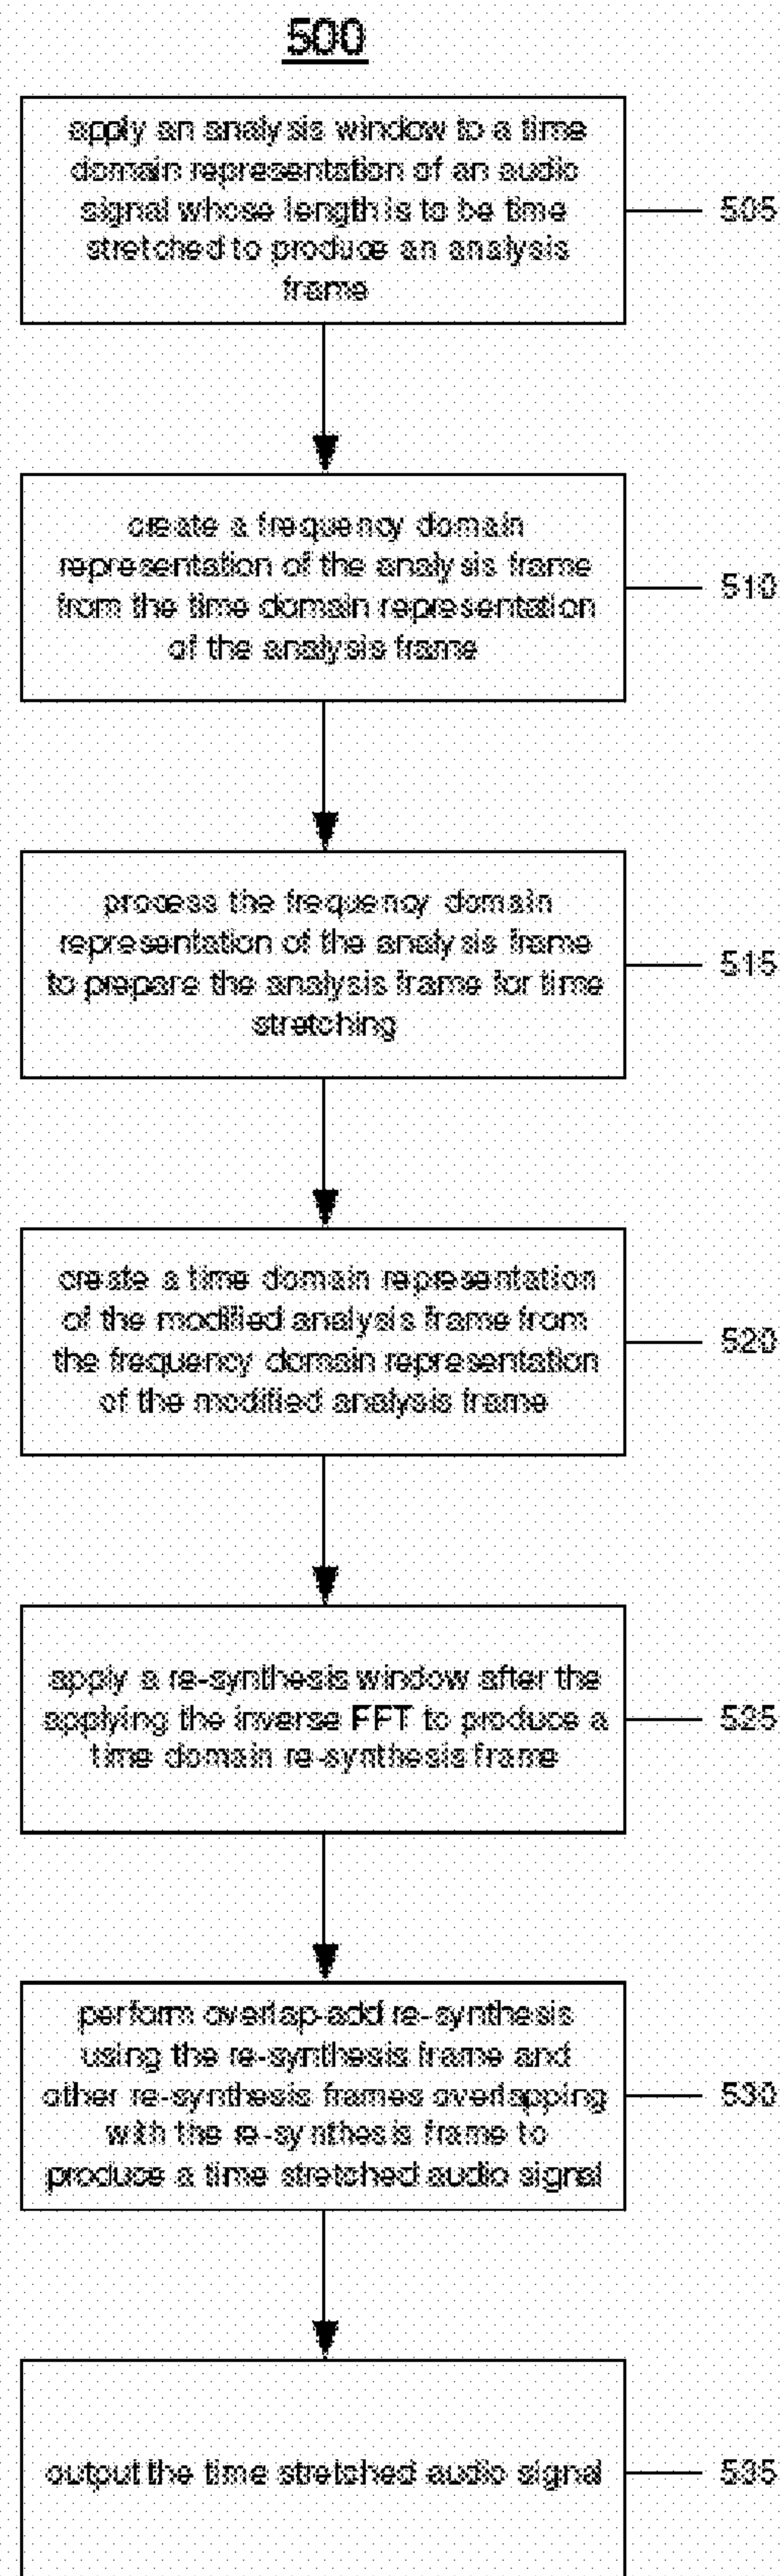 500
apply an analysis window to a time
domain representation of an audio
signal whose length is to be time
stretched to produce an analysis
frame
505
create a frequency domain
representation of the analysis frame
from the time domain representation
of the analysis frame
510
process the frequency domain
representation of the analysis frame
to prepare the analysis frame for time
stretching
515
create a time domain representation
of the modified analysis frame from
the frequency domain representation
of the modified analysis frame
520
apply a re-synthesis window after the
applying the inverse FFT to produce a
time domain re-synthesis frame
525
perform overlap-add re-synthesis
using the re-synthesis frame and
other re-synthesis frames overlapping
with the re-synthesis frame to
produce a time stretched audio signal
530
output the time stretched audio signal
535